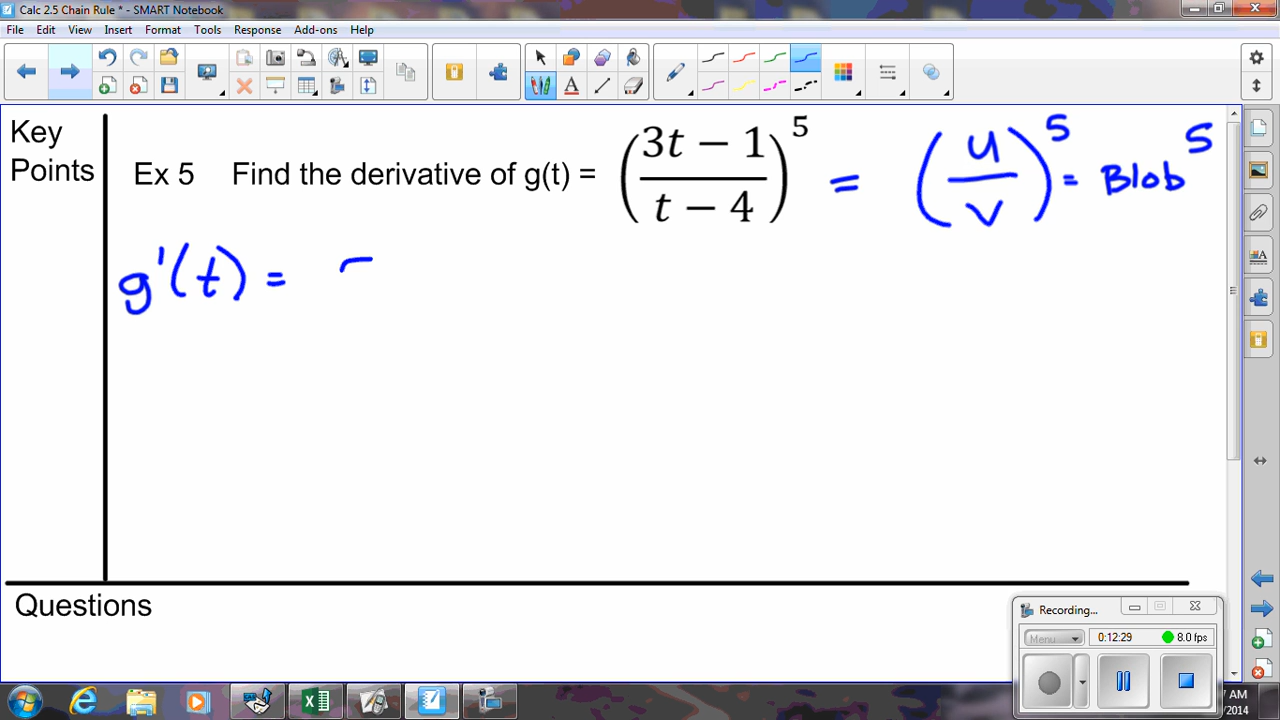 Calc 2.5 Chain Rule * - SMART Notebook
File Edit View Insert Format Tools Response Add-ons Help
Key Points
Ex 5 Find the derivative of g(t) = ((3t − 1)/(t − 4))^5 = (u/v)^5 = Blob^5
g'(t) =
Questions
Recording...
Menu
0:12:29
8.0 fps
AM
/2014